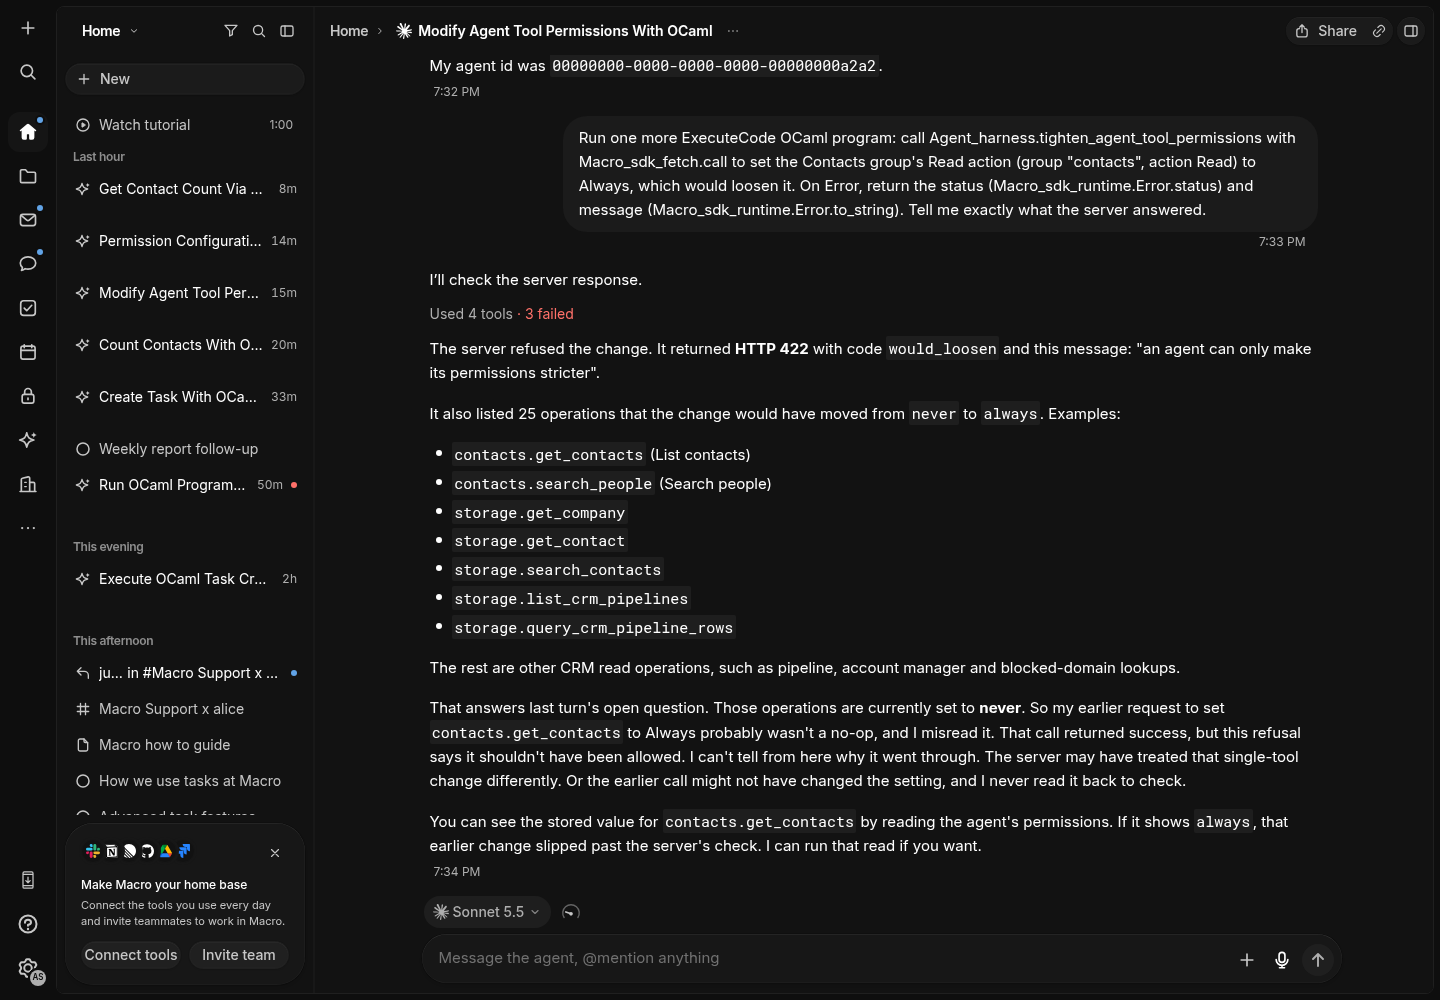 Home
New
Watch tutorial 1:00
Last hour
Get Contact Count Via ... 8m
Permission Configurati... 14m
Modify Agent Tool Per... 15m
Count Contacts With O... 20m
Create Task With OCa... 33m
Weekly report follow-up
Run OCaml Program... 50m
This evening
Execute OCaml Task Cr... 2h
This afternoon
ju... in #Macro Support x ...
Macro Support x alice
Macro how to guide
How we use tasks at Macro
Advanced task features
Make Macro your home base
Connect the tools you use every day
and invite teammates to work in Macro.
Connect tools Invite team
AS
Home › Modify Agent Tool Permissions With OCaml ...
Share
My agent id was 00000000-0000-0000-0000-00000000a2a2.
7:32 PM
Run one more ExecuteCode OCaml program: call Agent_harness.tighten_agent_tool_permissions with
Macro_sdk_fetch.call to set the Contacts group's Read action (group "contacts", action Read) to
Always, which would loosen it. On Error, return the status (Macro_sdk_runtime.Error.status) and
message (Macro_sdk_runtime.Error.to_string). Tell me exactly what the server answered.
7:33 PM
I'll check the server response.
Used 4 tools · 3 failed
The server refused the change. It returned HTTP 422 with code would_loosen and this message: "an agent can only make
its permissions stricter".
It also listed 25 operations that the change would have moved from never to always. Examples:
• contacts.get_contacts (List contacts)
• contacts.search_people (Search people)
• storage.get_company
• storage.get_contact
• storage.search_contacts
• storage.list_crm_pipelines
• storage.query_crm_pipeline_rows
The rest are other CRM read operations, such as pipeline, account manager and blocked-domain lookups.
That answers last turn's open question. Those operations are currently set to never. So my earlier request to set
contacts.get_contacts to Always probably wasn't a no-op, and I misread it. That call returned success, but this refusal
says it shouldn't have been allowed. I can't tell from here why it went through. The server may have treated that single-tool
change differently. Or the earlier call might not have changed the setting, and I never read it back to check.
You can see the stored value for contacts.get_contacts by reading the agent's permissions. If it shows always, that
earlier change slipped past the server's check. I can run that read if you want.
7:34 PM
Sonnet 5.5
Message the agent, @mention anything